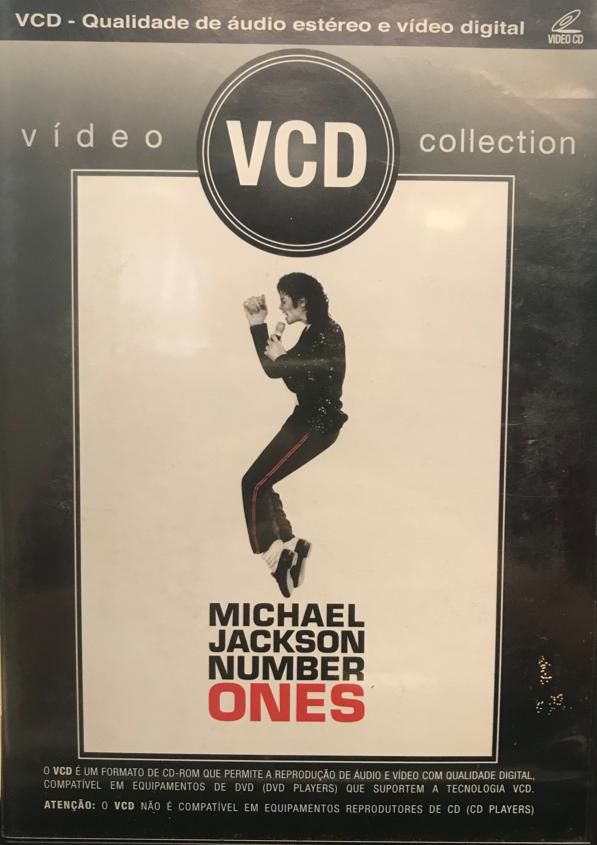 VCD - Qualidade de áudio estéreo e vídeo digital
VIDEO CD
vídeo VCD collection
MICHAEL
JACKSON
NUMBER
ONES
O VCD É UM FORMATO DE CD-ROM QUE PERMITE A REPRODUÇÃO DE ÁUDIO E VÍDEO COM QUALIDADE DIGITAL,
COMPATÍVEL EM EQUIPAMENTOS DE DVD (DVD PLAYERS) QUE SUPORTEM A TECNOLOGIA VCD.
ATENÇÃO: O VCD NÃO É COMPATÍVEL EM EQUIPAMENTOS REPRODUTORES DE CD (CD PLAYERS)